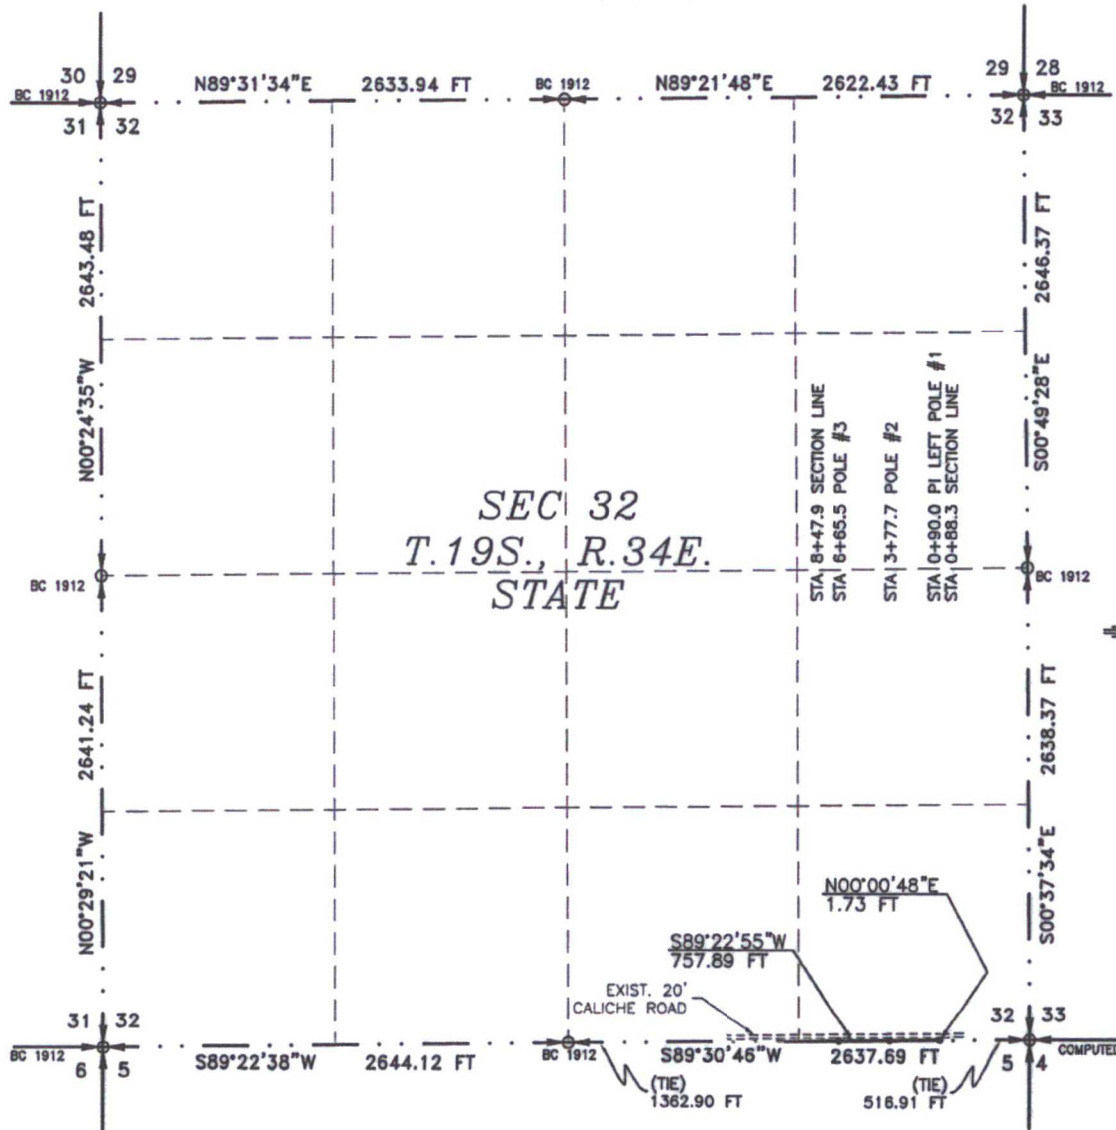 30 29
BC 1912
31 32
N89°31'34"E 2633.94 FT
BC 1912
N89°21'48"E 2622.43 FT
29 28
BC 1912
32 33
2643.48 FT
N00°24'35"W
2646.37 FT
S00°49'28"E
SEC 32
T.19S., R.34E.
STATE
STA 8+47.9 SECTION LINE
STA 6+65.5 POLE #3
STA 3+77.7 POLE #2
STA 0+90.0 PI LEFT POLE #1
STA 0+88.3 SECTION LINE
BC 1912
BC 1912
2641.24 FT
N00°29'21"W
2638.37 FT
S00°37'34"E
N00°00'48"E
1.73 FT
S89°22'55"W
757.89 FT
EXIST. 20'
CALICHE ROAD
31 32
BC 1912
6 5
S89°22'38"W 2644.12 FT
BC 1912
S89°30'46"W 2637.69 FT
32 33
COMPUTED
5 4
(TIE)
1362.90 FT
(TIE)
516.91 FT